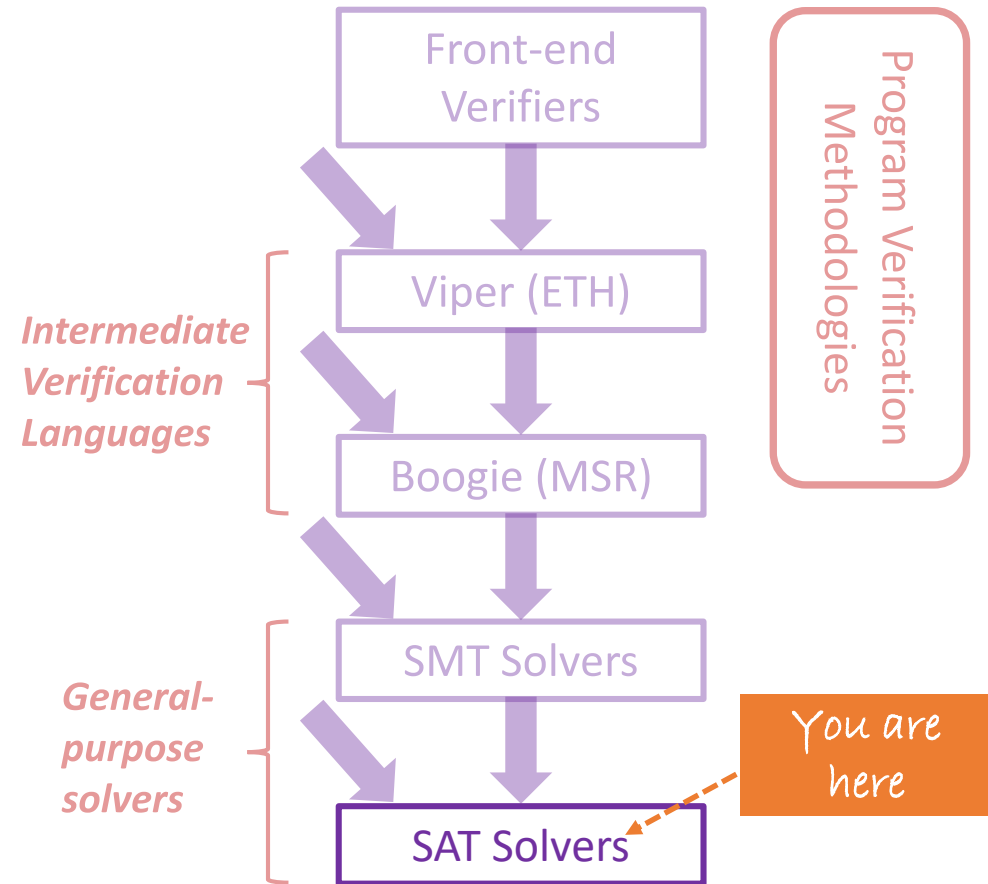 Front-end
Verifiers
Program Verification
Methodologies
Viper (ETH)
Intermediate
Verification
Languages
Boogie (MSR)
SMT Solvers
General-
purpose
solvers
You are
here
SAT Solvers